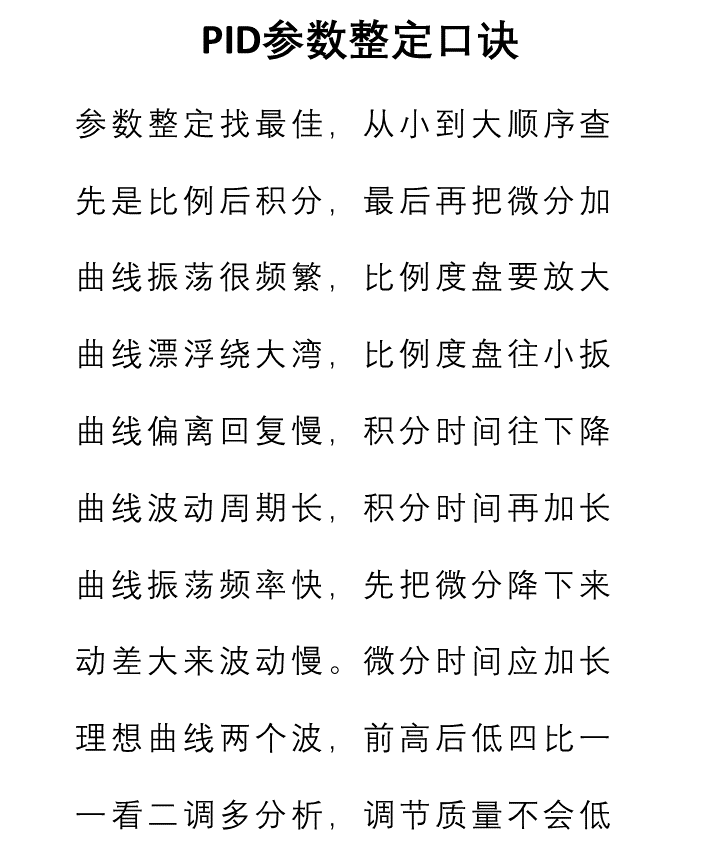 PID参数整定口诀
参数整定找最佳，从小到大顺序查
先是比例后积分，最后再把微分加
曲线振荡很频繁，比例度盘要放大
曲线漂浮绕大湾，比例度盘往小扳
曲线偏离回复慢，积分时间往下降
曲线波动周期长，积分时间再加长
曲线振荡频率快，先把微分降下来
动差大来波动慢。微分时间应加长
理想曲线两个波，前高后低四比一
一看二调多分析，调节质量不会低